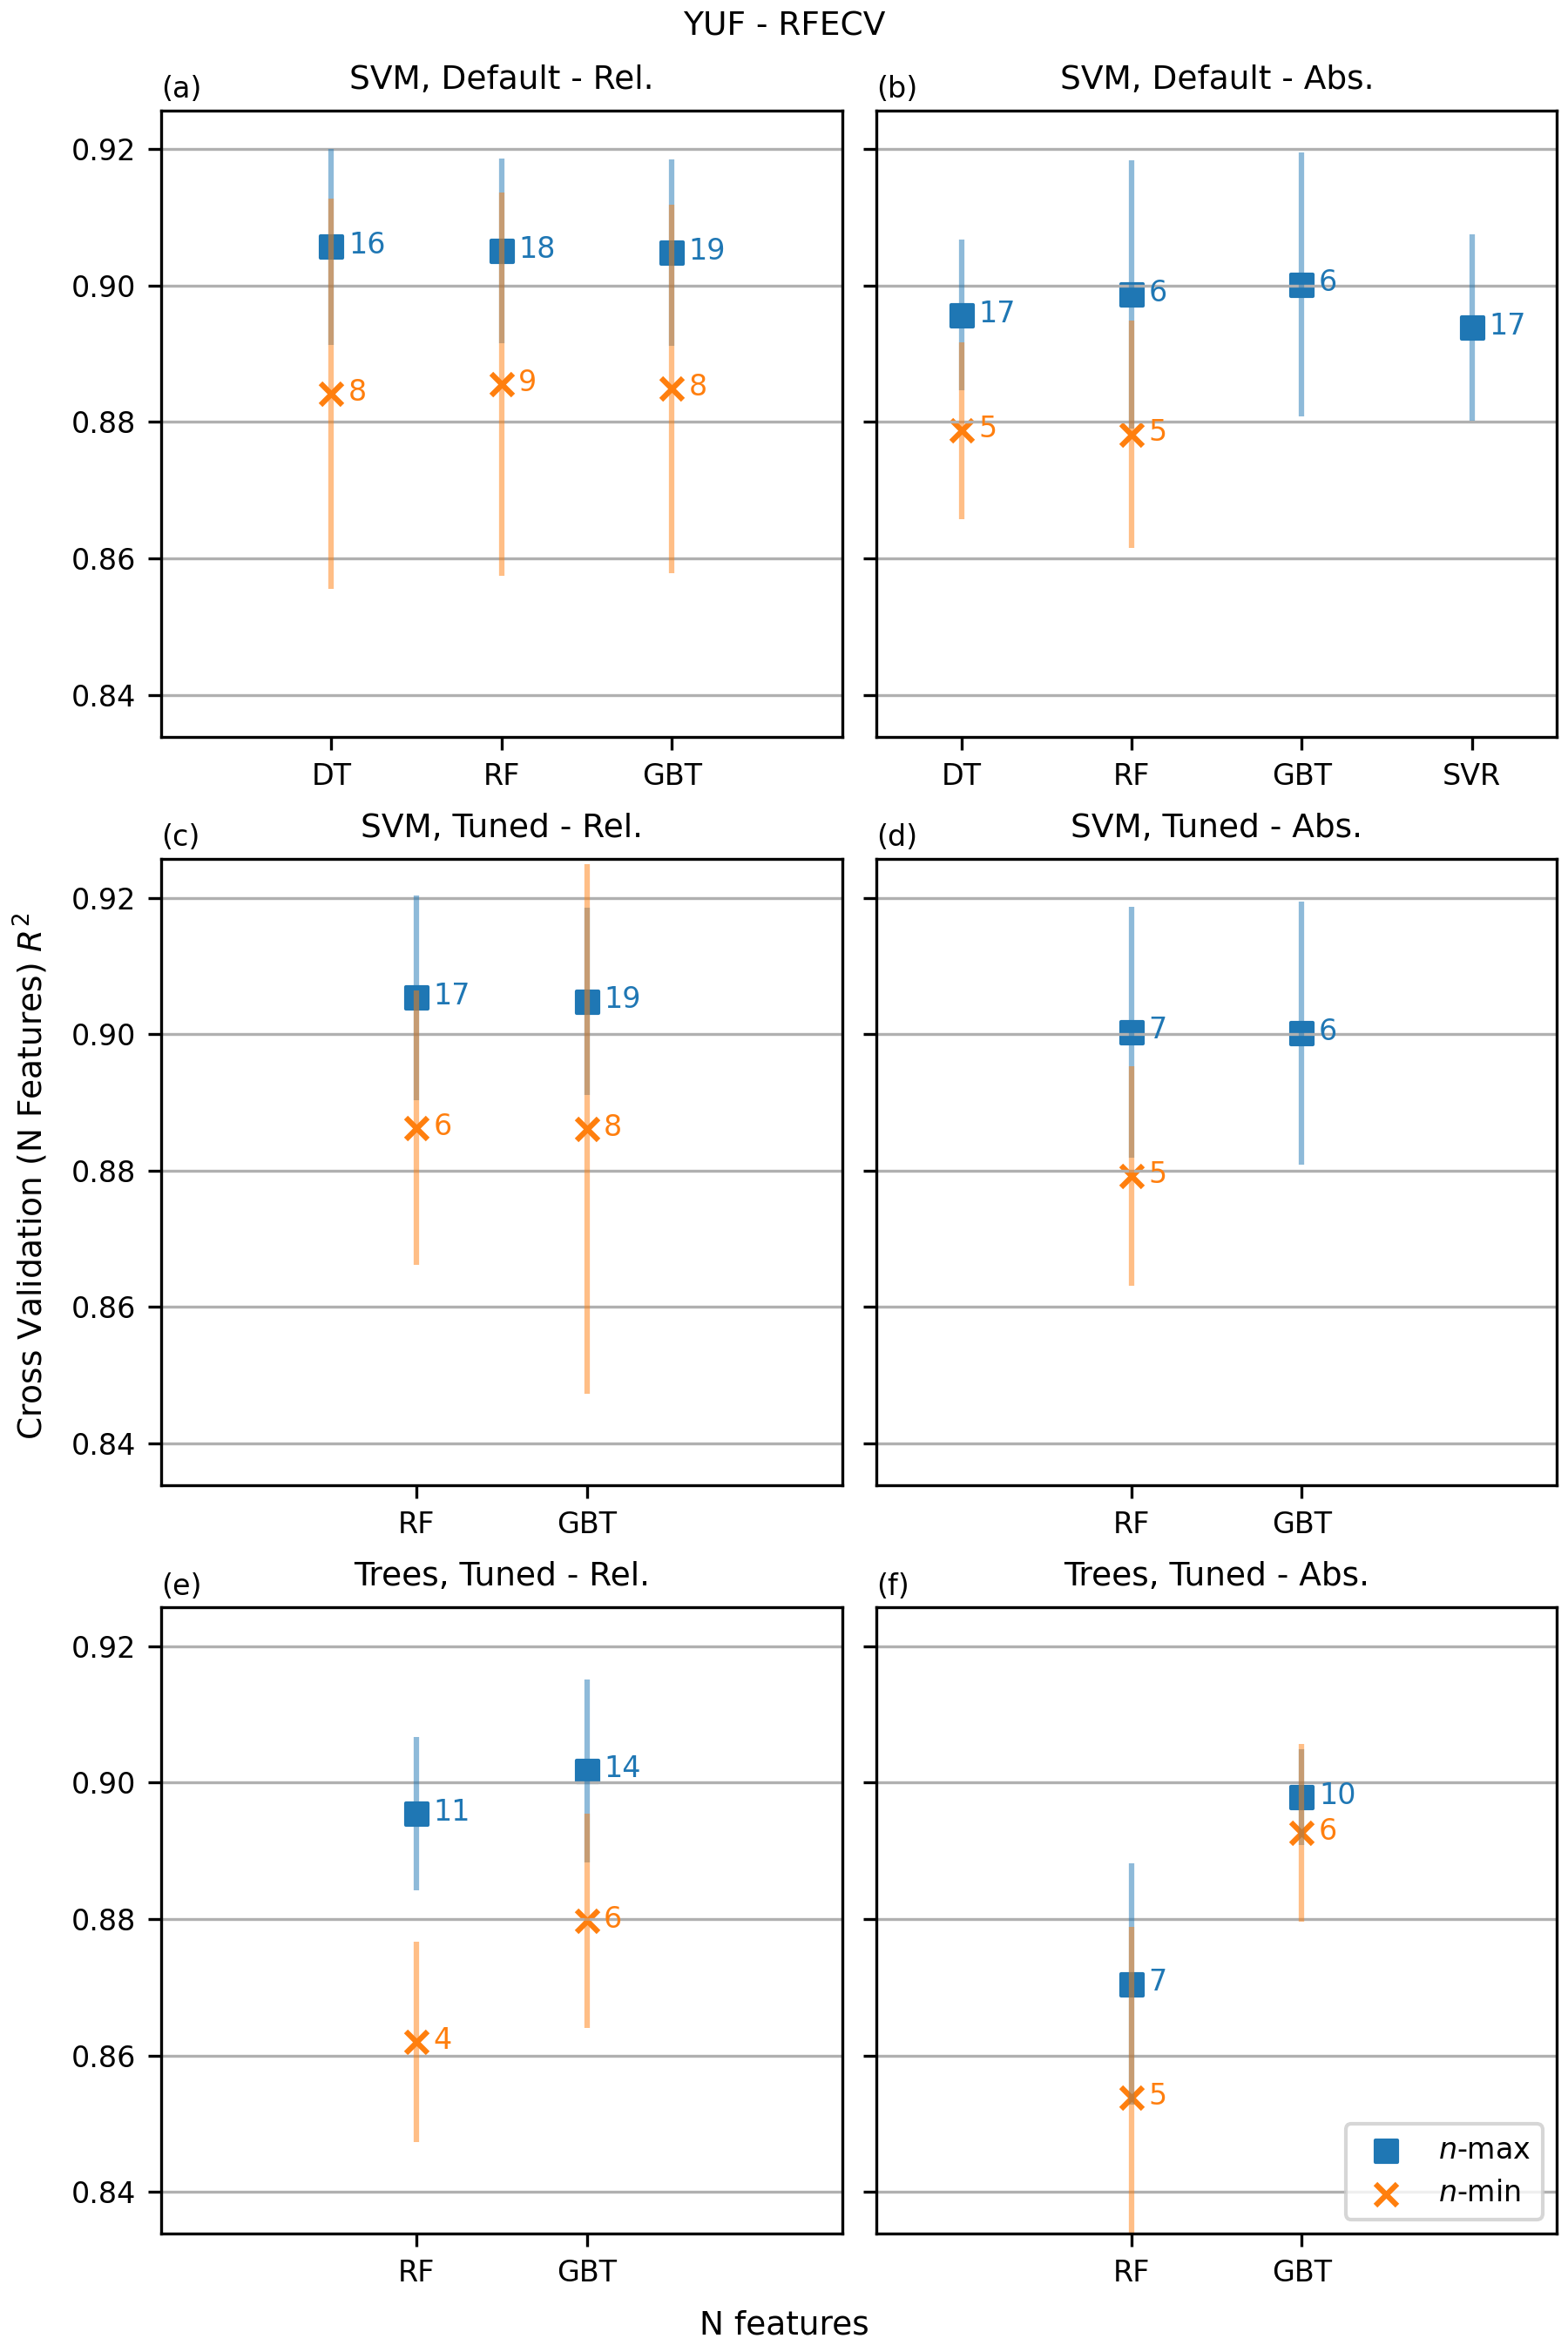 YUF - RFECV
(a) SVM, Default - Rel.
0.92
0.90
0.88
0.86
0.84
16
18
19
8
9
8
DT RF GBT
(b) SVM, Default - Abs.
17
6
6
17
5
5
DT RF GBT SVR
Cross Validation (N Features) R²
(c) SVM, Tuned - Rel.
0.92
0.90
0.88
0.86
0.84
17
19
6
8
RF GBT
(d) SVM, Tuned - Abs.
7
6
5
RF GBT
(e) Trees, Tuned - Rel.
0.92
0.90
0.88
0.86
0.84
14
11
6
4
RF GBT
(f) Trees, Tuned - Abs.
10
6
7
5
n-max
n-min
RF GBT
N features